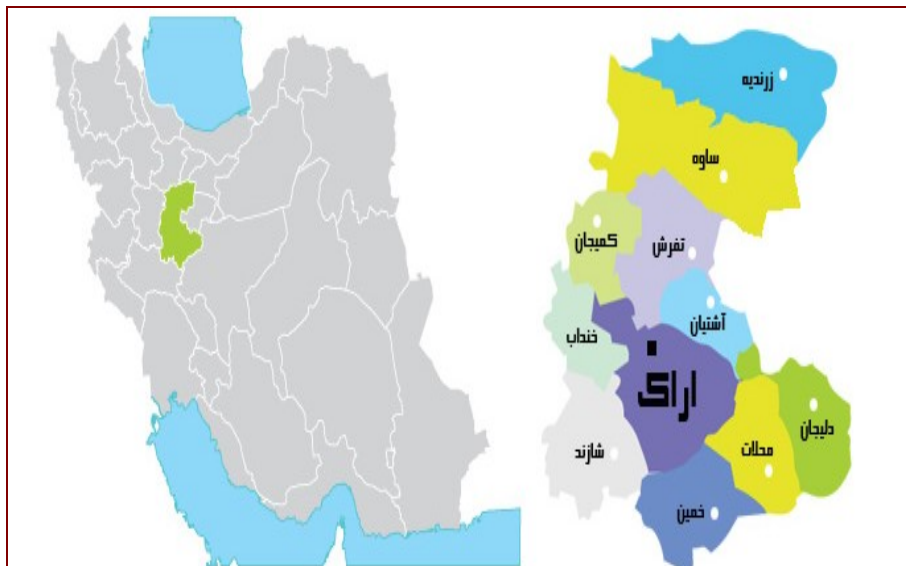 زرندیه
ساوه
کمیجان
تفرش
آشتیان
خنداب
اراک
دلیجان
محلات
شازند
خمین